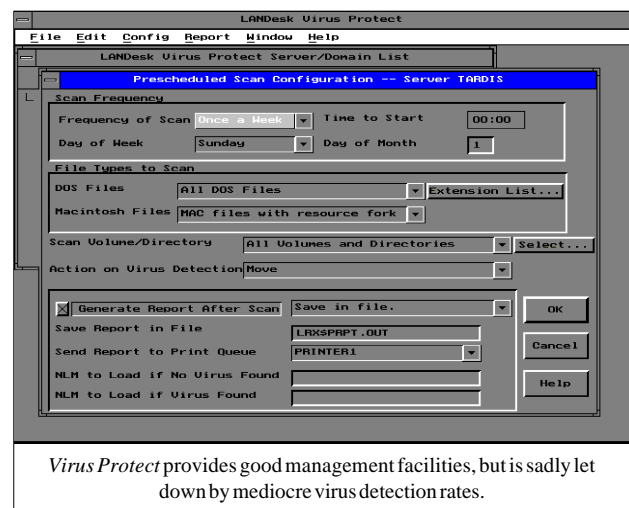 LANDesk Virus Protect
File Edit Config Report Window Help
LANDesk Virus Protect Server/Domain List
Prescheduled Scan Configuration -- Server TARDIS
L
Scan Frequency
Frequency of Scan Once a Week Time to Start 00:00
Day of Week Sunday Day of Month 1
File Types to Scan
DOS Files All DOS Files Extension List...
Macintosh Files MAC files with resource fork
Scan Volume/Directory All Volumes and Directories Select...
Action on Virus Detection Move
Generate Report After Scan Save in file. OK
Save Report in File LRX$PRPT.OUT
Send Report to Print Queue PRINTER1 Cancel
NLM to Load if No Virus Found Help
NLM to Load if Virus Found
Virus Protect provides good management facilities, but is sadly let
down by mediocre virus detection rates.